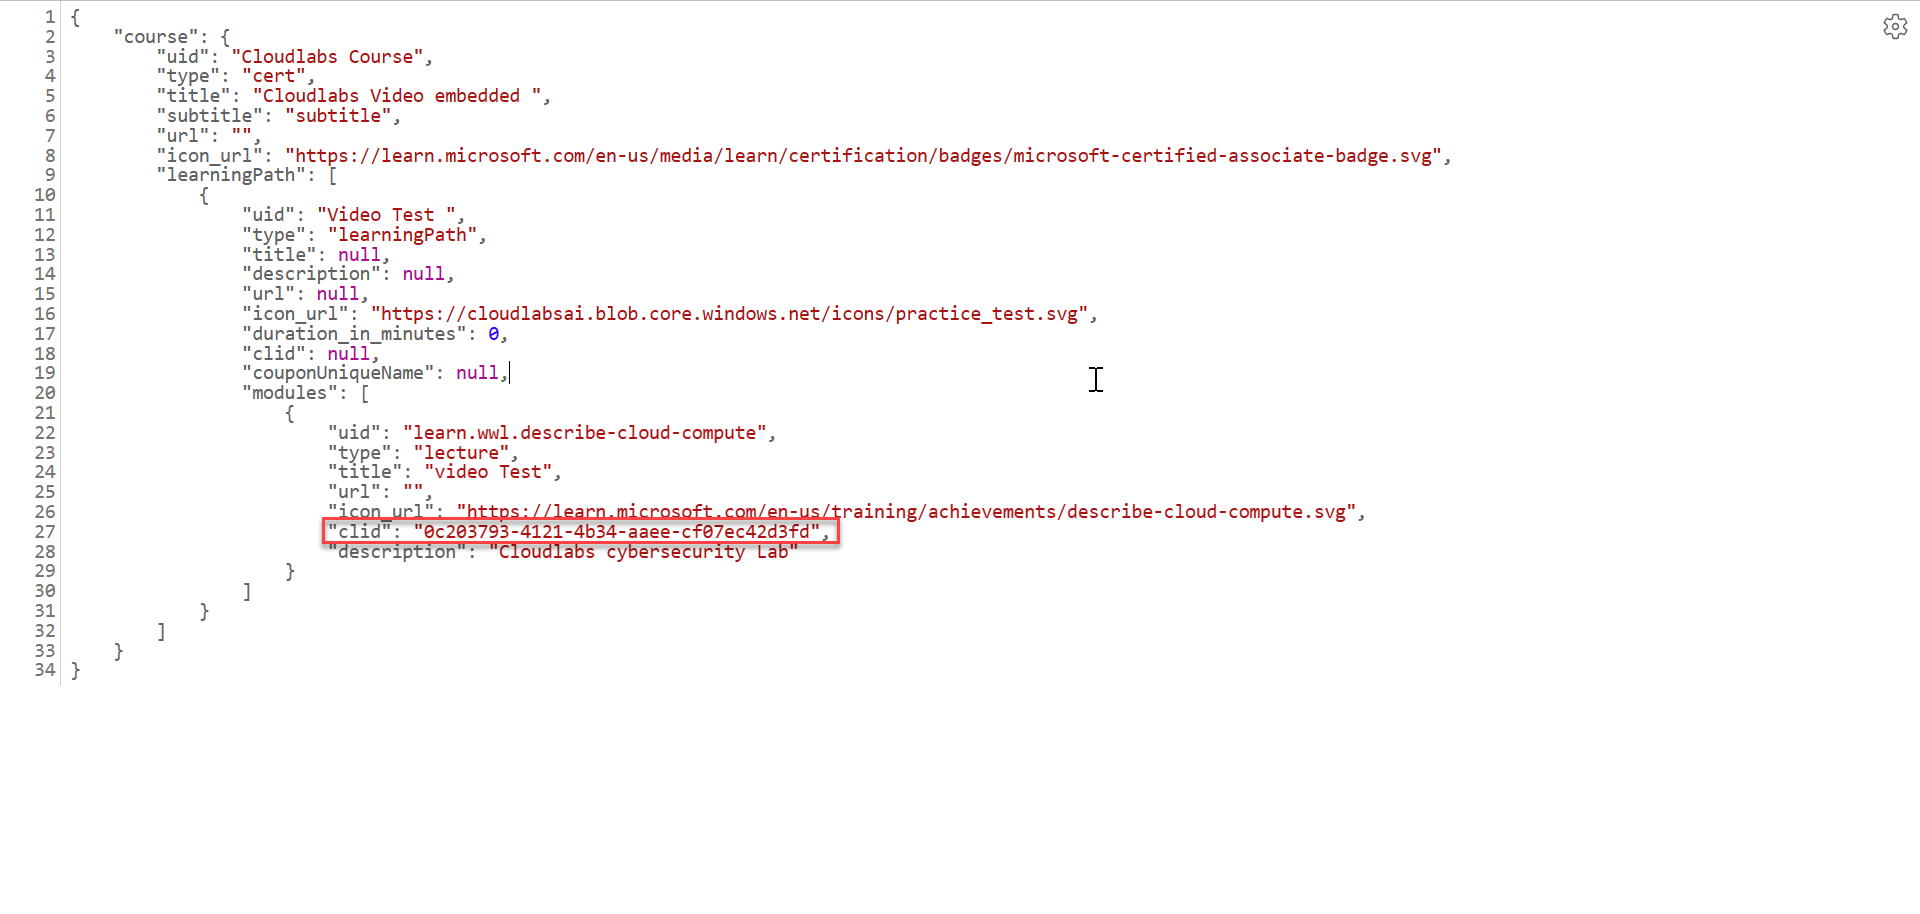 1 {
2     "course": {
3         "uid": "Cloudlabs Course",
4         "type": "cert",
5         "title": "Cloudlabs Video embedded ",
6         "subtitle": "subtitle",
7         "url": "",
8         "icon_url": "https://learn.microsoft.com/en-us/media/learn/certification/badges/microsoft-certified-associate-badge.svg",
9         "learningPath": [
10             {
11                 "uid": "Video Test ",
12                 "type": "learningPath",
13                 "title": null,
14                 "description": null,
15                 "url": null,
16                 "icon_url": "https://cloudlabsai.blob.core.windows.net/icons/practice_test.svg",
17                 "duration_in_minutes": 0,
18                 "clid": null,
19                 "couponUniqueName": null,
20                 "modules": [
21                     {
22                         "uid": "learn.wwl.describe-cloud-compute",
23                         "type": "lecture",
24                         "title": "video Test",
25                         "url": "",
26                         "icon_url": "https://learn.microsoft.com/en-us/training/achievements/describe-cloud-compute.svg",
27                         "clid": "0c203793-4121-4b34-aaee-cf07ec42d3fd",
28                         "description": "Cloudlabs cybersecurity Lab"
29                     }
30                 ]
31             }
32         ]
33     }
34 }